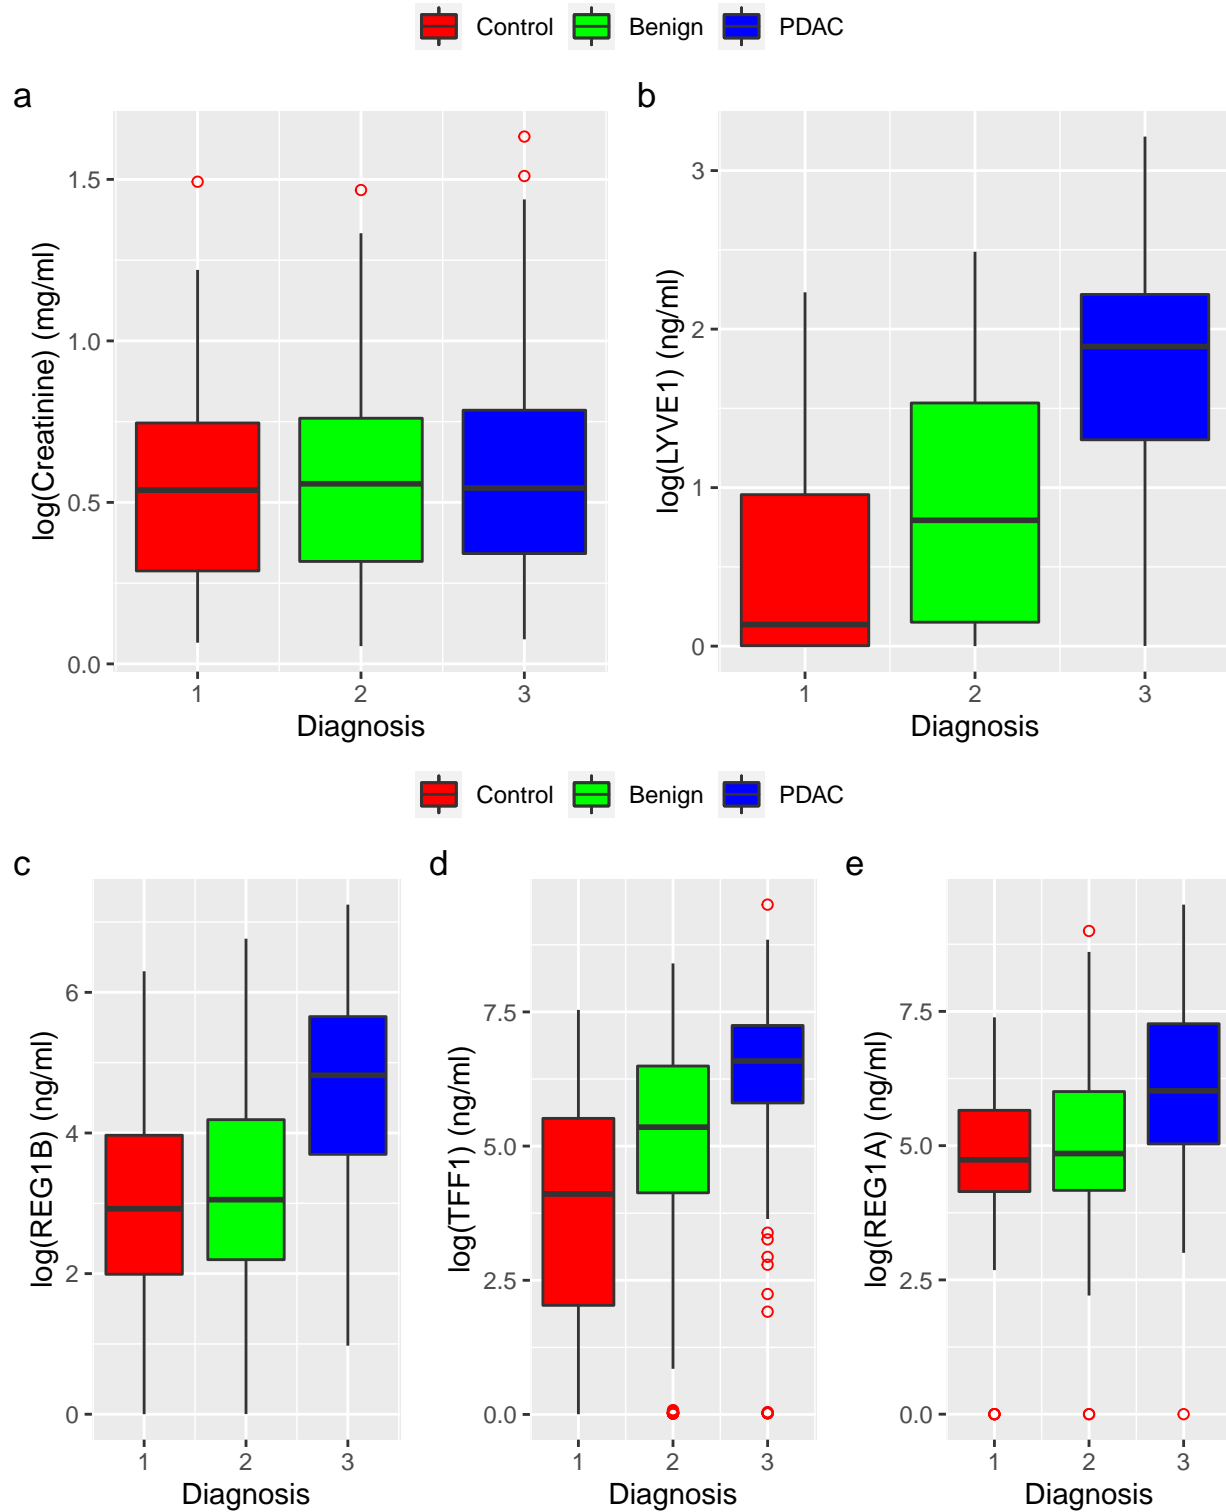 Control Benign PDAC
a
log(Creatinine) (mg/ml)
1.5
1.0
0.5
0.0
1 2 3
Diagnosis
b
log(LYVE1) (ng/ml)
3
2
1
0
1 2 3
Diagnosis
Control Benign PDAC
c
log(REG1B) (ng/ml)
6
4
2
0
1 2 3
Diagnosis
d
log(TFF1) (ng/ml)
7.5
5.0
2.5
0.0
1 2 3
Diagnosis
e
log(REG1A) (ng/ml)
7.5
5.0
2.5
0.0
1 2 3
Diagnosis